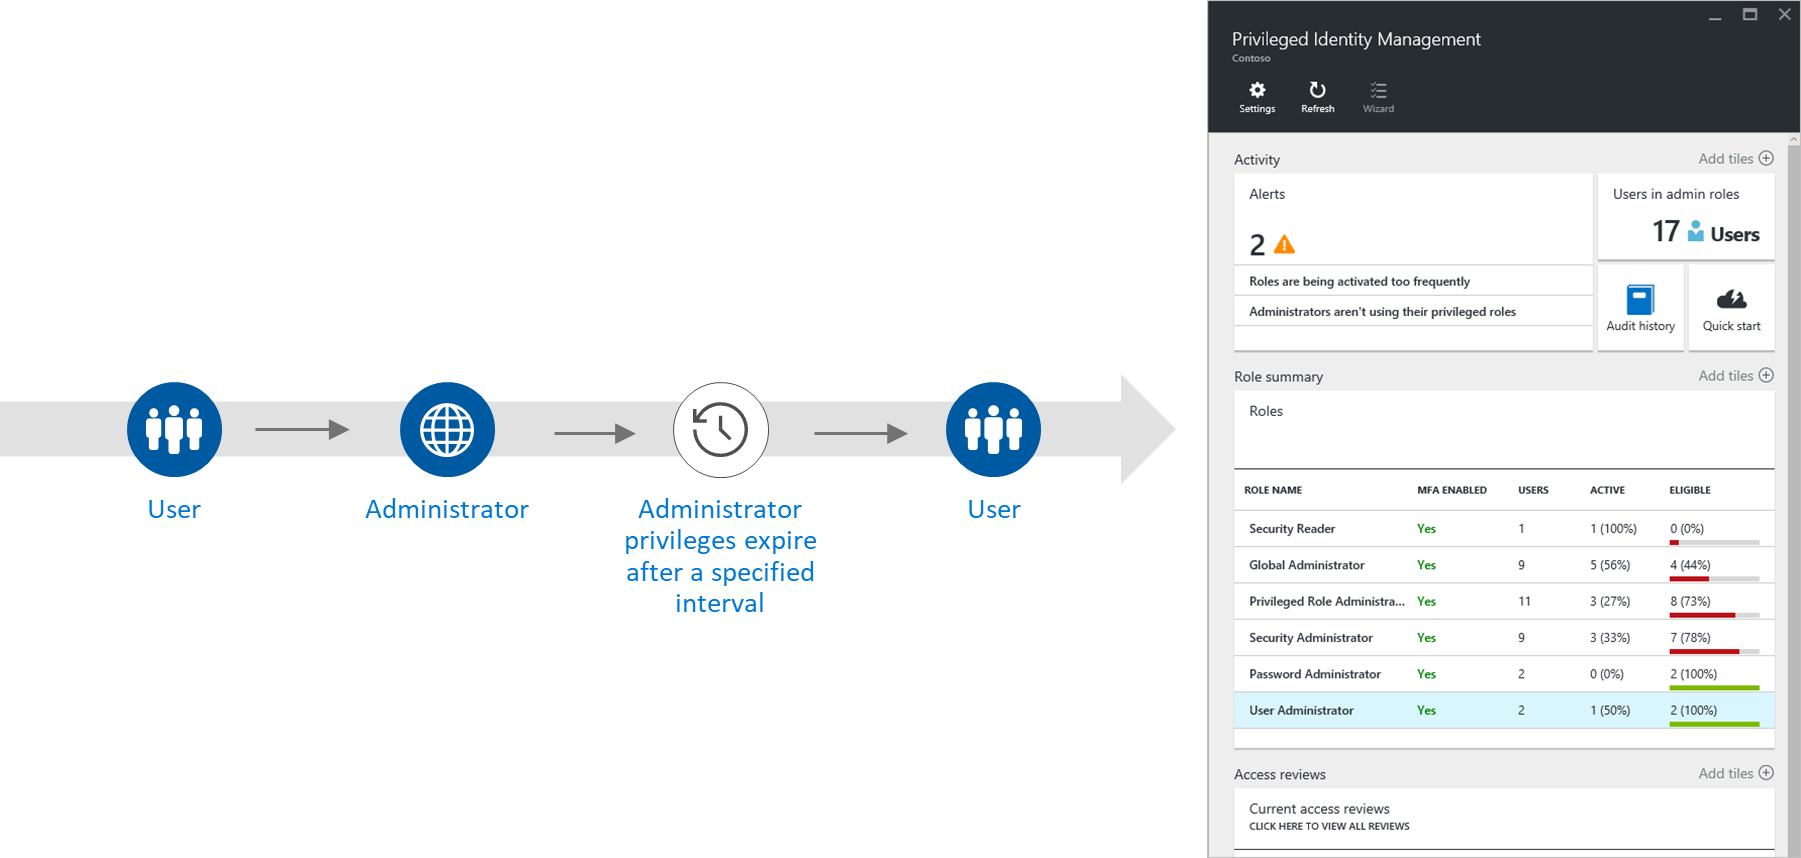 User
Administrator
Administrator
privileges expire
after a specified
interval
User
Privileged Identity Management
Contoso
Settings
Refresh
Wizard
Activity
Add tiles
Alerts
2
Roles are being activated too frequently
Administrators aren't using their privileged roles
Users in admin roles
17 Users
Audit history
Quick start
Role summary
Add tiles
Roles
ROLE NAME MFA ENABLED USERS ACTIVE ELIGIBLE
Security Reader Yes 1 1 (100%) 0 (0%)
Global Administrator Yes 9 5 (56%) 4 (44%)
Privileged Role Administra... Yes 11 3 (27%) 8 (73%)
Security Administrator Yes 9 3 (33%) 7 (78%)
Password Administrator Yes 2 0 (0%) 2 (100%)
User Administrator Yes 2 1 (50%) 2 (100%)
Access reviews
Add tiles
Current access reviews
CLICK HERE TO VIEW ALL REVIEWS